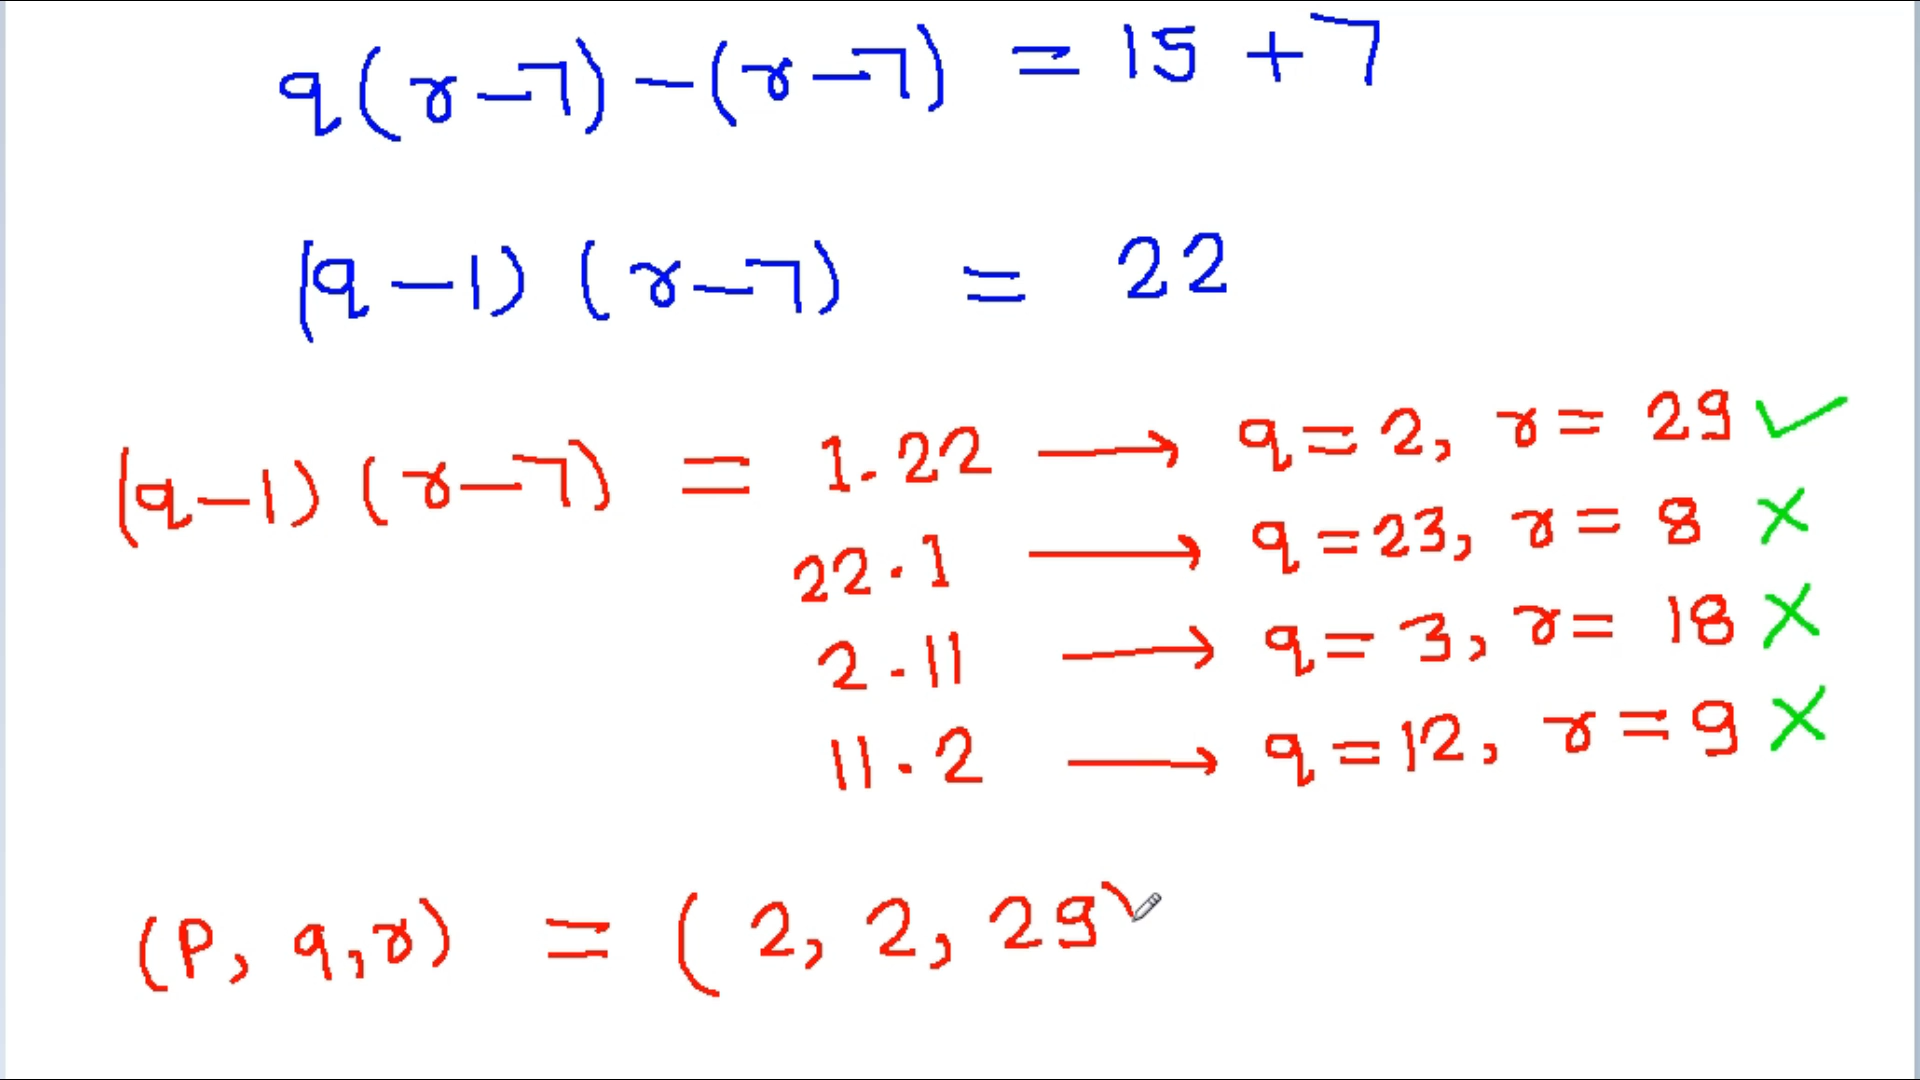 q(r-7)-(r-7) = 15+7
(q-1)(r-7) = 22
(q-1)(r-7) = 1.22 → q=2, r= 29 ✓
22.1 → q=23, r=8 ×
2.11 → q=3, r=18 ×
11.2 → q=12, r=9 ×
(P, q, r) = (2, 2, 29)